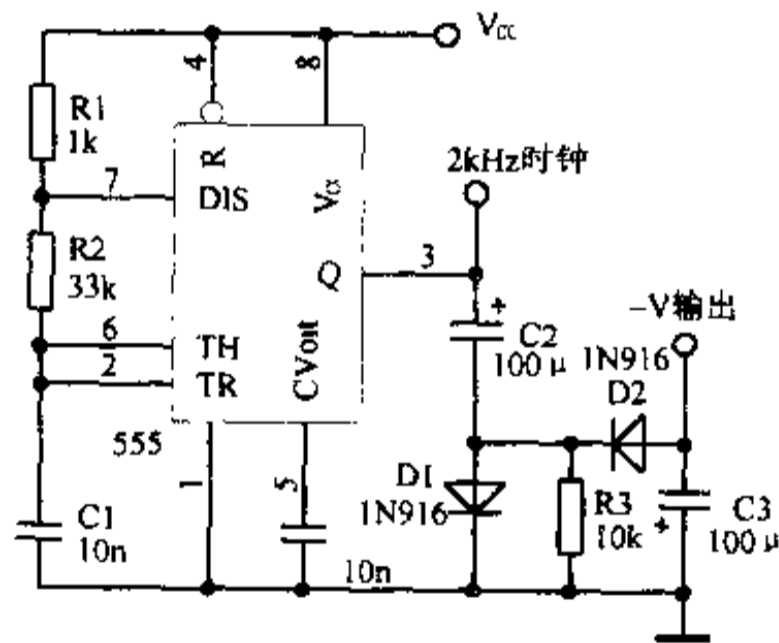 V_CC
4
8
R1
1k
2kHz时钟
7
R
DIS
V_CC
R2
33k
Q
3
6
2
TH
TR
CVolt
C2
100μ
-V输出
1N916
D2
555
1
5
D1
1N916
R3
10k
C3
100μ
C1
10n
10n
+
+